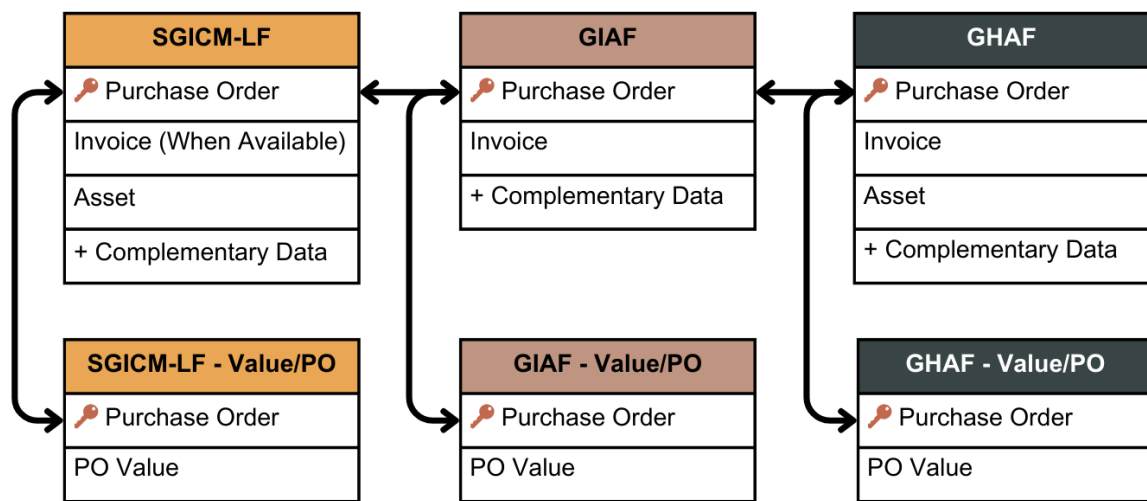 SGICM-LF
Purchase Order
Invoice (When Available)
Asset
+ Complementary Data
GIAF
Purchase Order
Invoice
+ Complementary Data
GHAF
Purchase Order
Invoice
Asset
+ Complementary Data
SGICM-LF - Value/PO
Purchase Order
PO Value
GIAF - Value/PO
Purchase Order
PO Value
GHAF - Value/PO
Purchase Order
PO Value